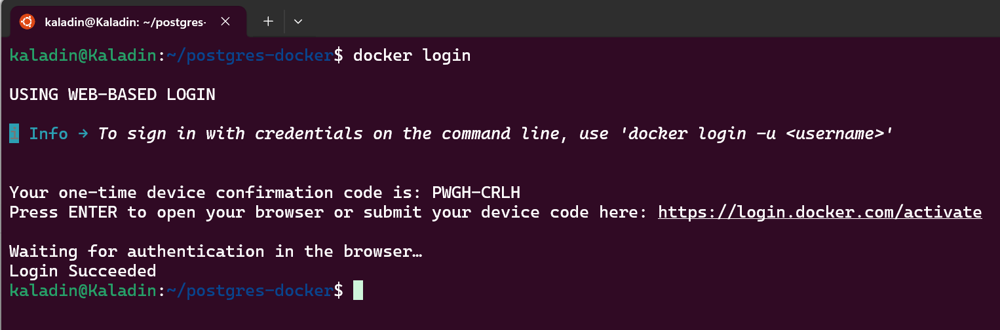 kaladin@Kaladin: ~/postgres-
kaladin@Kaladin:~/postgres-docker$ docker login
USING WEB-BASED LOGIN
i Info → To sign in with credentials on the command line, use 'docker login -u <username>'
Your one-time device confirmation code is: PWGH-CRLH
Press ENTER to open your browser or submit your device code here: https://login.docker.com/activate
Waiting for authentication in the browser…
Login Succeeded
kaladin@Kaladin:~/postgres-docker$